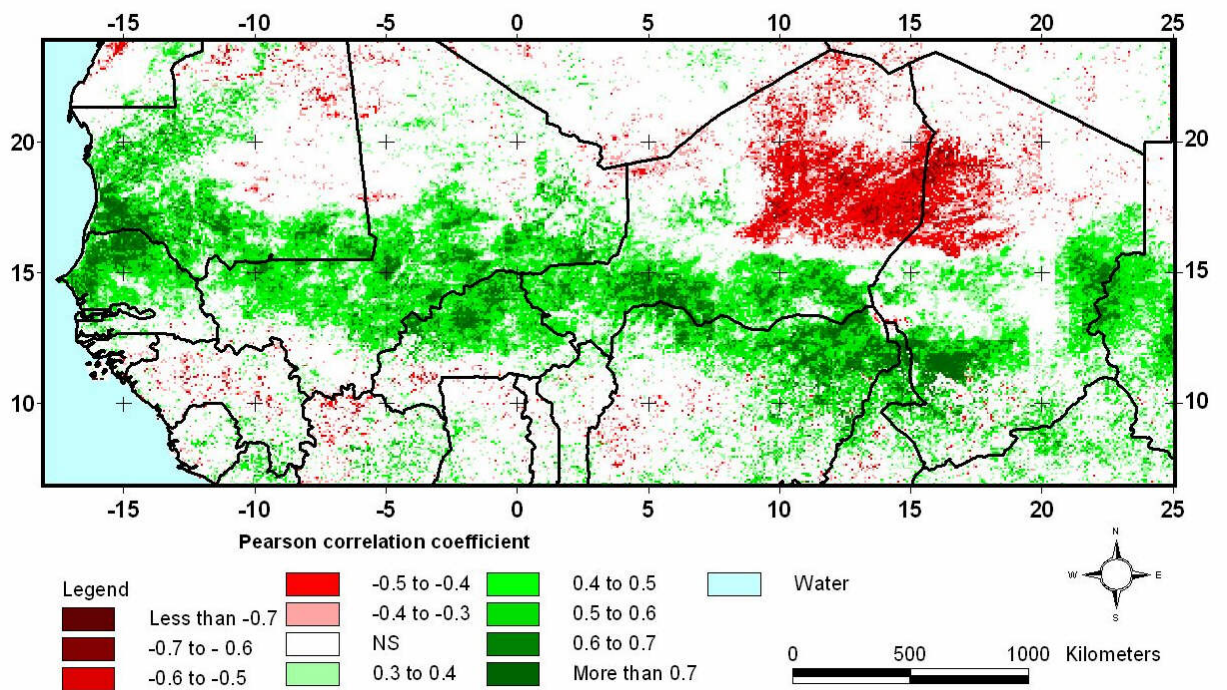 -15 -10 -5 0 5 10 15 20 25
20 20
15 15
10 10
-15 -10 -5 0 5 10 15 20 25
Pearson correlation coefficient
Legend
Less than -0.7
-0.7 to - 0.6
-0.6 to -0.5
-0.5 to -0.4
-0.4 to -0.3
NS
0.3 to 0.4
0.4 to 0.5
0.5 to 0.6
0.6 to 0.7
More than 0.7
Water
N
W E
S
0 500 1000 Kilometers